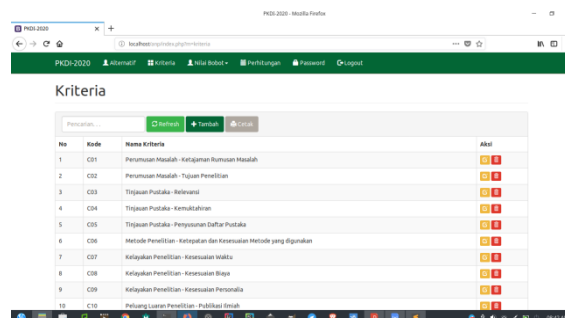 PKDI-2020 - Mozilla Firefox
PKDI-2020
PKDI-2020 Alternatif Kriteria Nilai Bobot Perhitungan Password Logout
Kriteria
Pencarian. . . Refresh Tambah Cetak
No Kode Nama Kriteria Aksi
1 C01 Perumusan Masalah - Ketajaman Rumusan Masalah
2 C02 Perumusan Masalah - Tujuan Penelitian
3 C03 Tinjauan Pustaka - Relevansi
4 C04 Tinjauan Pustaka - Kemuktahiran
5 C05 Tinjauan Pustaka - Penyusunan Daftar Pustaka
6 C06 Metode Penelitian - Ketepatan dan Kesesuaian Metode yang digunakan
7 C07 Kelayakan Penelitian - Kesesuaian Waktu
8 C08 Kelayakan Penelitian - Kesesuaian Biaya
9 C09 Kelayakan Penelitian - Kesesuaian Personalia
10 C10 Peluang Luaran Penelitian - Publikasi Ilmiah